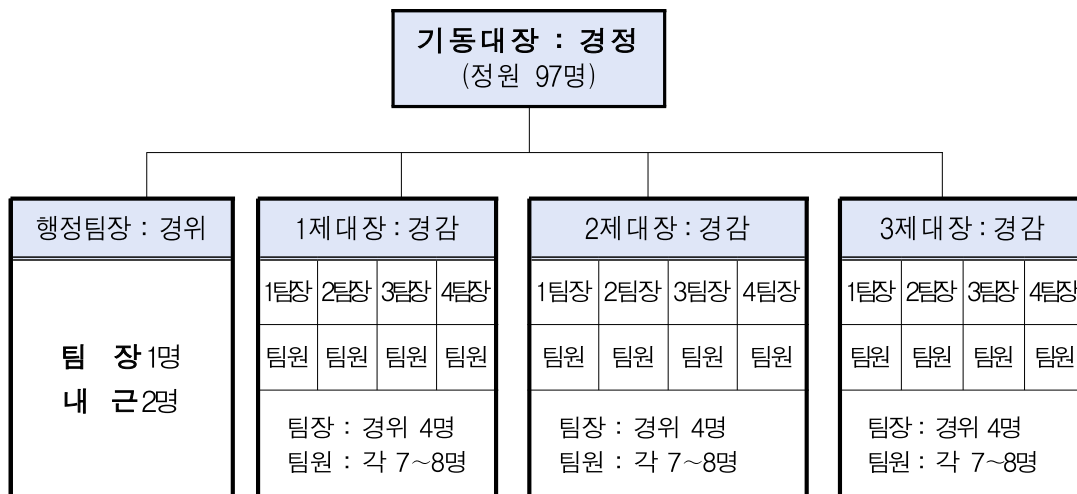 기동대장 : 경정
(정원 97명)
행정팀장 : 경위
팀 장 1명
내 근 2명
1제대장 : 경감
1팀장 2팀장 3팀장 4팀장
팀원 팀원 팀원 팀원
팀장 : 경위 4명
팀원 : 각 7~8명
2제대장 : 경감
1팀장 2팀장 3팀장 4팀장
팀원 팀원 팀원 팀원
팀장 : 경위 4명
팀원 : 각 7~8명
3제대장 : 경감
1팀장 2팀장 3팀장 4팀장
팀원 팀원 팀원 팀원
팀장 : 경위 4명
팀원 : 각 7~8명